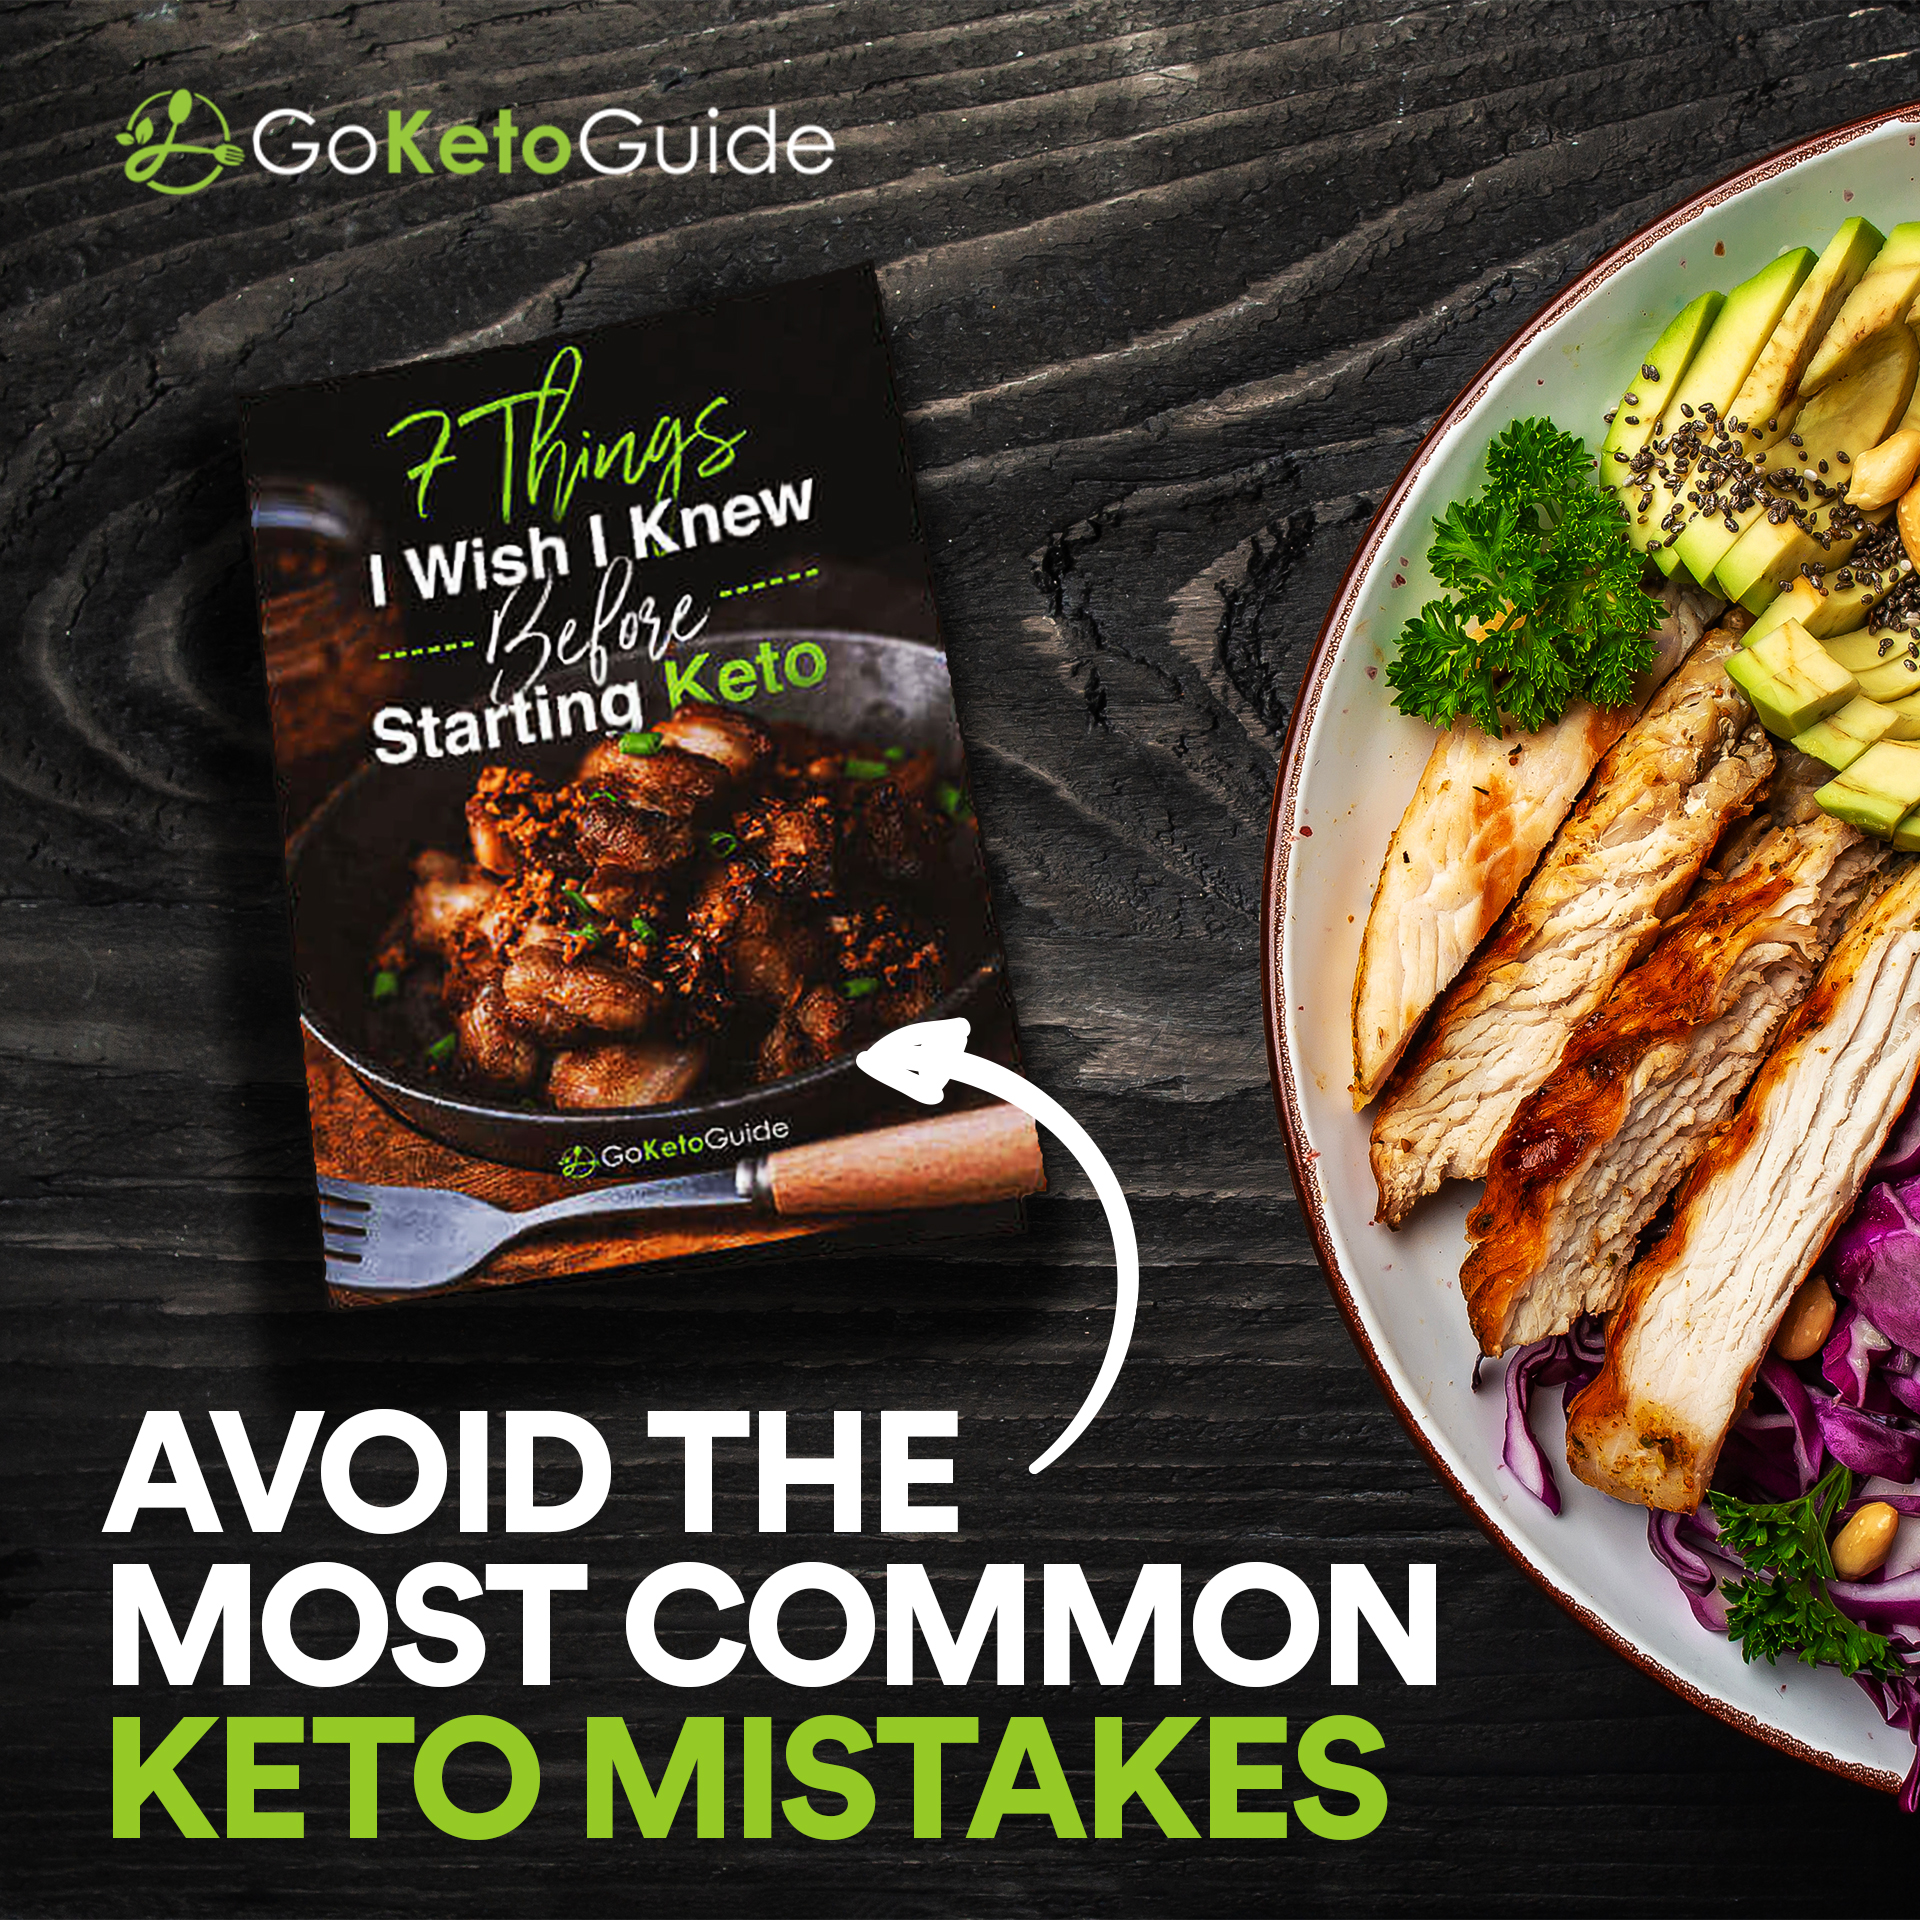 GoKetoGuide
7 Things
I Wish I Knew
Before
Starting Keto
GoKetoGuide
AVOID THE
MOST COMMON
KETO MISTAKES